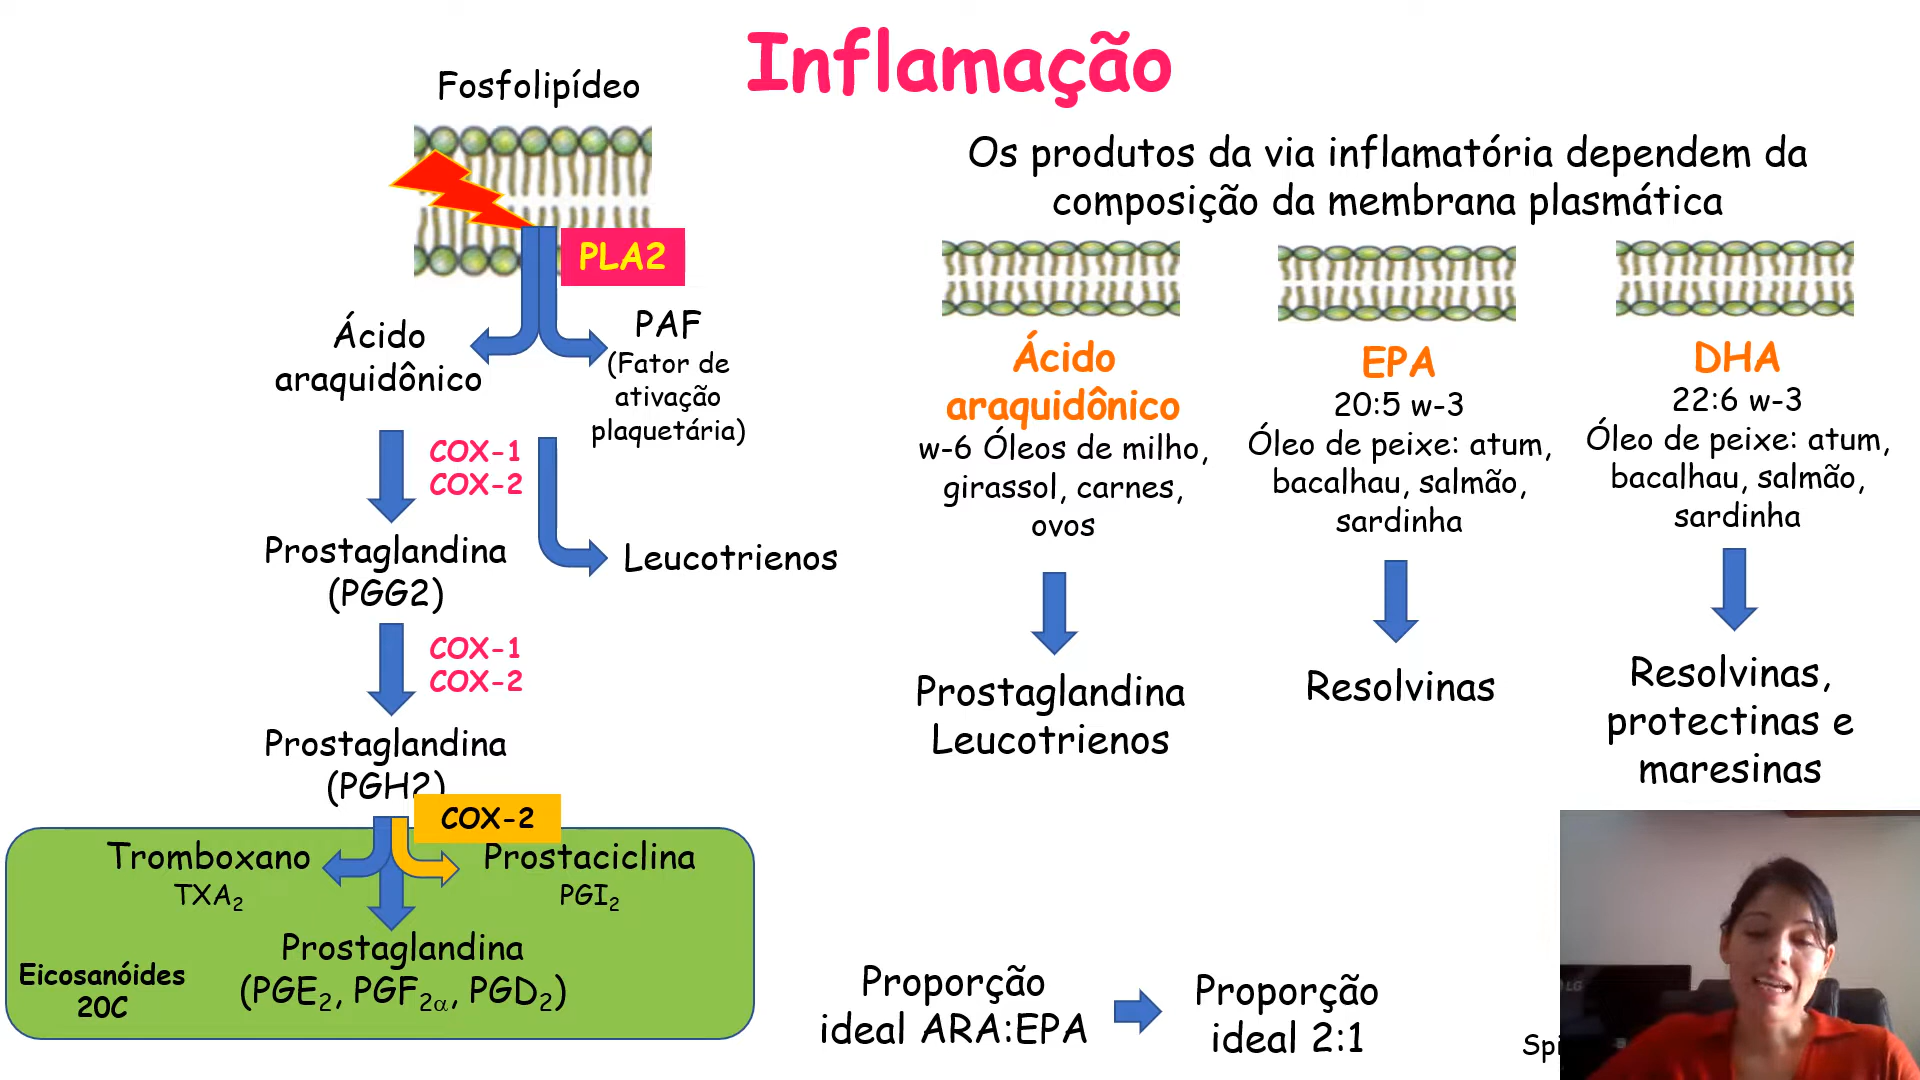 Inflamação
Fosfolipídeo
PLA2
Ácido
araquidônico
PAF
(Fator de
ativação
plaquetária)
COX-1
COX-2
Leucotrienos
Prostaglandina
(PGG2)
COX-1
COX-2
Prostaglandina
(PGH2)
COX-2
Tromboxano
TXA2
Prostaciclina
PGI2
Prostaglandina
(PGE2, PGF2α, PGD2)
Eicosanóides
20C
Os produtos da via inflamatória dependem da
composição da membrana plasmática
Ácido
araquidônico
w-6 Óleos de milho,
girassol, carnes,
ovos
Prostaglandina
Leucotrienos
EPA
20:5 w-3
Óleo de peixe: atum,
bacalhau, salmão,
sardinha
Resolvinas
DHA
22:6 w-3
Óleo de peixe: atum,
bacalhau, salmão,
sardinha
Resolvinas,
protectinas e
maresinas
Proporção
ideal ARA:EPA
Proporção
ideal 2:1
LG